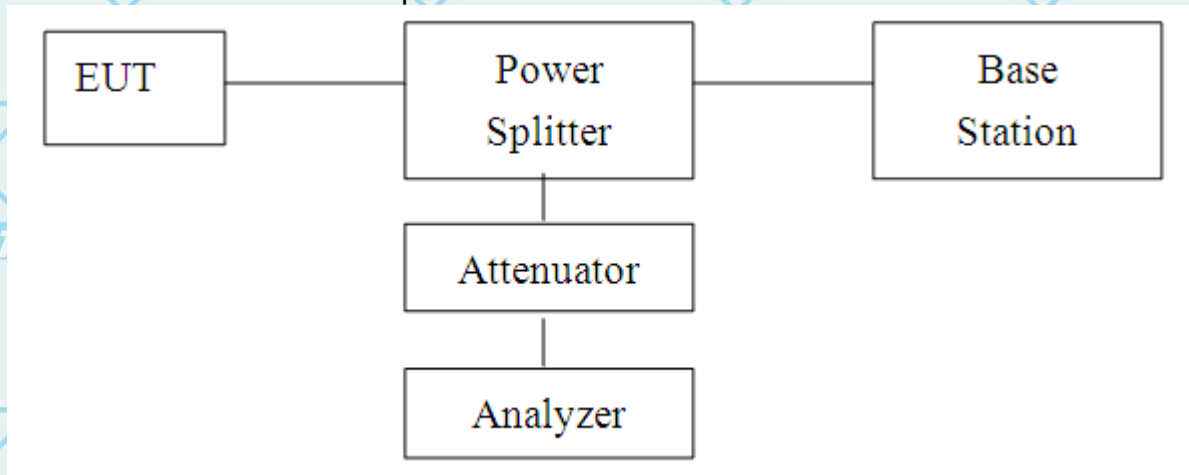 EUT
Power
Splitter
Base
Station
Attenuator
Analyzer